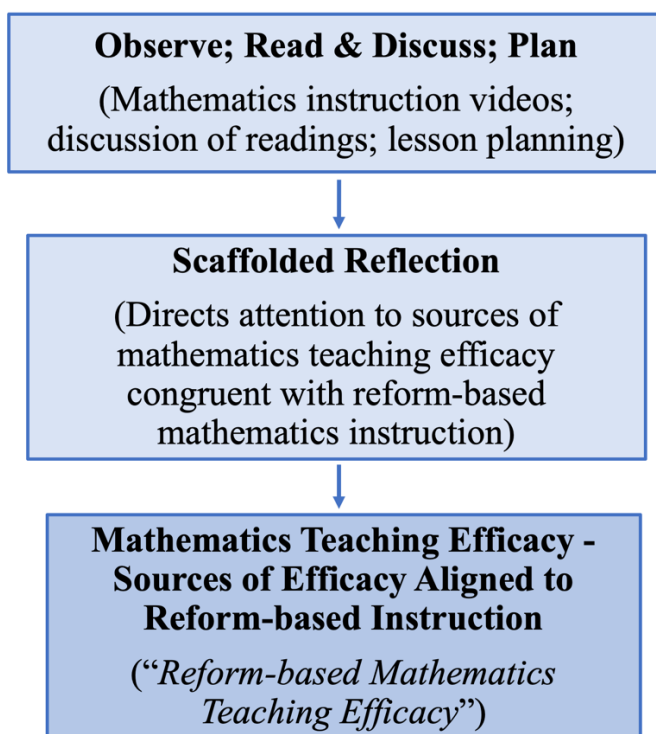 Observe; Read & Discuss; Plan
(Mathematics instruction videos;
discussion of readings; lesson planning)
Scaffolded Reflection
(Directs attention to sources of
mathematics teaching efficacy
congruent with reform-based
mathematics instruction)
Mathematics Teaching Efficacy -
Sources of Efficacy Aligned to
Reform-based Instruction
(“Reform-based Mathematics
Teaching Efficacy”)